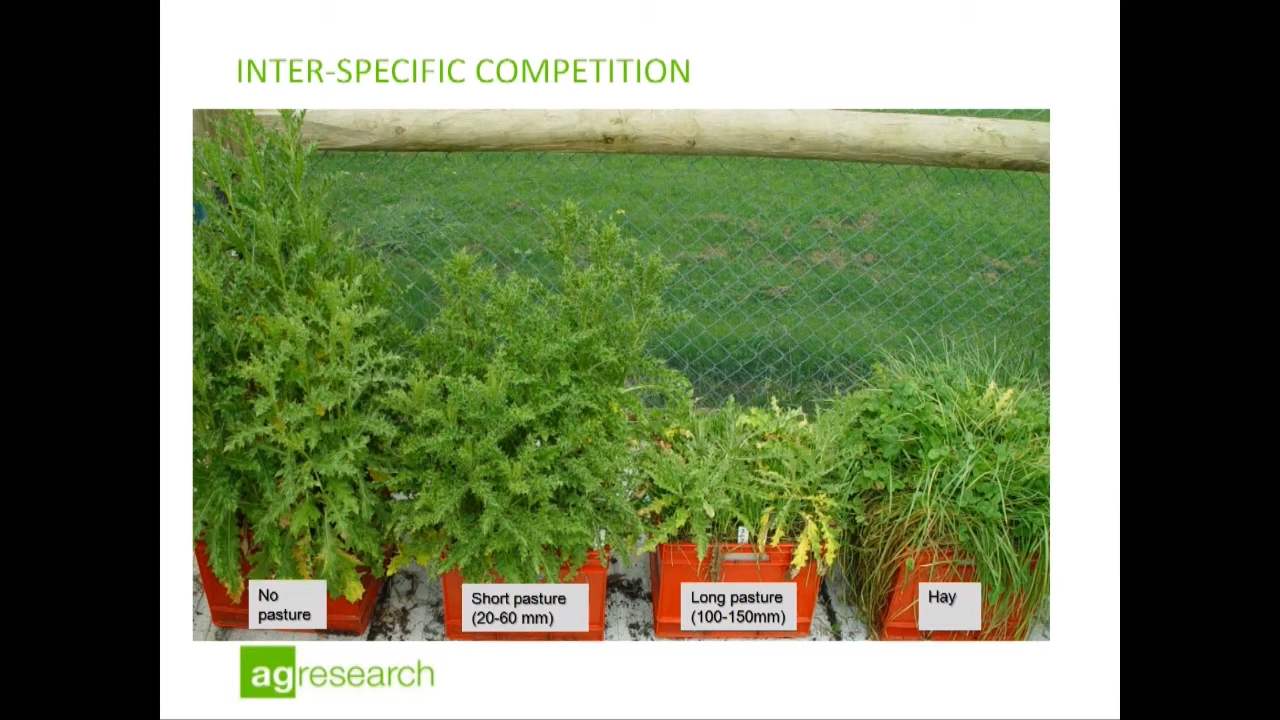 INTER-SPECIFIC COMPETITION
No
pasture
Short pasture
(20-60 mm)
Long pasture
(100-150mm)
Hay
agresearch